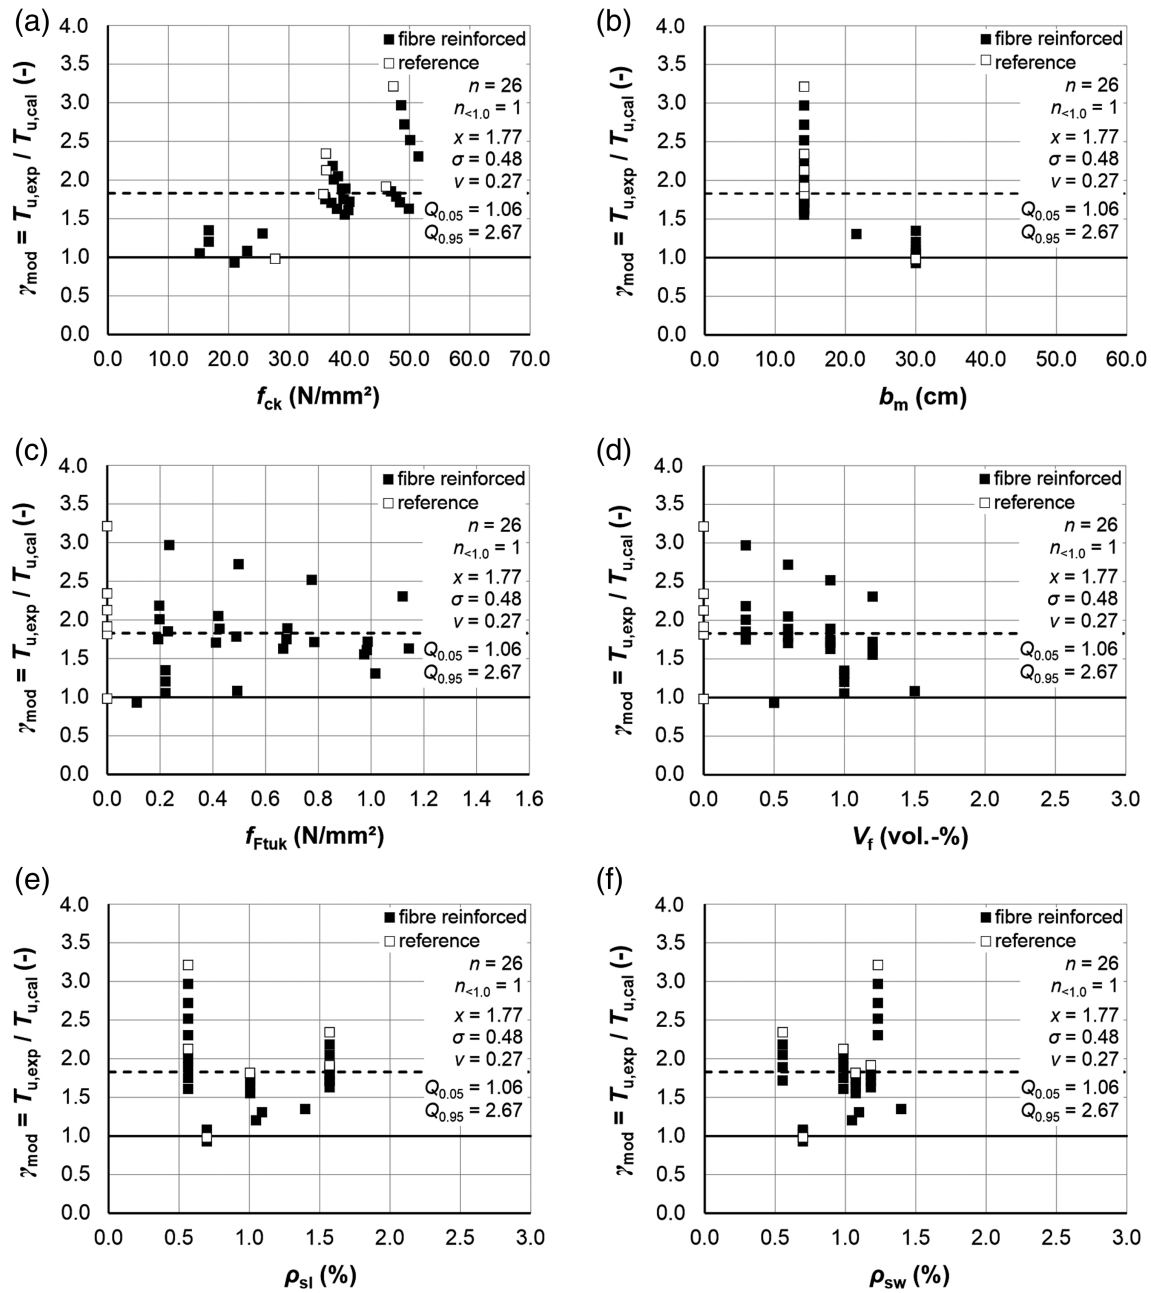 (a)
γmod = Tu,exp / Tu,cal (-)
4.0
3.5
3.0
2.5
2.0
1.5
1.0
0.5
0.0
fibre reinforced
reference
n = 26
n<1.0 = 1
x = 1.77
σ = 0.48
v = 0.27
Q0.05 = 1.06
Q0.95 = 2.67
0.0 10.0 20.0 30.0 40.0 50.0 60.0 70.0
fck (N/mm²)
(b)
γmod = Tu,exp / Tu,cal (-)
4.0
3.5
3.0
2.5
2.0
1.5
1.0
0.5
0.0
fibre reinforced
reference
n = 26
n<1.0 = 1
x = 1.77
σ = 0.48
v = 0.27
Q0.05 = 1.06
Q0.95 = 2.67
0.0 10.0 20.0 30.0 40.0 50.0 60.0
bm (cm)
(c)
γmod = Tu,exp / Tu,cal (-)
4.0
3.5
3.0
2.5
2.0
1.5
1.0
0.5
0.0
fibre reinforced
reference
n = 26
n<1.0 = 1
x = 1.77
σ = 0.48
v = 0.27
Q0.05 = 1.06
Q0.95 = 2.67
0.0 0.2 0.4 0.6 0.8 1.0 1.2 1.4 1.6
fFtuk (N/mm²)
(d)
γmod = Tu,exp / Tu,cal (-)
4.0
3.5
3.0
2.5
2.0
1.5
1.0
0.5
0.0
fibre reinforced
reference
n = 26
n<1.0 = 1
x = 1.77
σ = 0.48
v = 0.27
Q0.05 = 1.06
Q0.95 = 2.67
0.0 0.5 1.0 1.5 2.0 2.5 3.0
Vf (vol.-%)
(e)
γmod = Tu,exp / Tu,cal (-)
4.0
3.5
3.0
2.5
2.0
1.5
1.0
0.5
0.0
fibre reinforced
reference
n = 26
n<1.0 = 1
x = 1.77
σ = 0.48
v = 0.27
Q0.05 = 1.06
Q0.95 = 2.67
0.0 0.5 1.0 1.5 2.0 2.5 3.0
ρsl (%)
(f)
γmod = Tu,exp / Tu,cal (-)
4.0
3.5
3.0
2.5
2.0
1.5
1.0
0.5
0.0
fibre reinforced
reference
n = 26
n<1.0 = 1
x = 1.77
σ = 0.48
v = 0.27
Q0.05 = 1.06
Q0.95 = 2.67
0.0 0.5 1.0 1.5 2.0 2.5 3.0
ρsw (%)